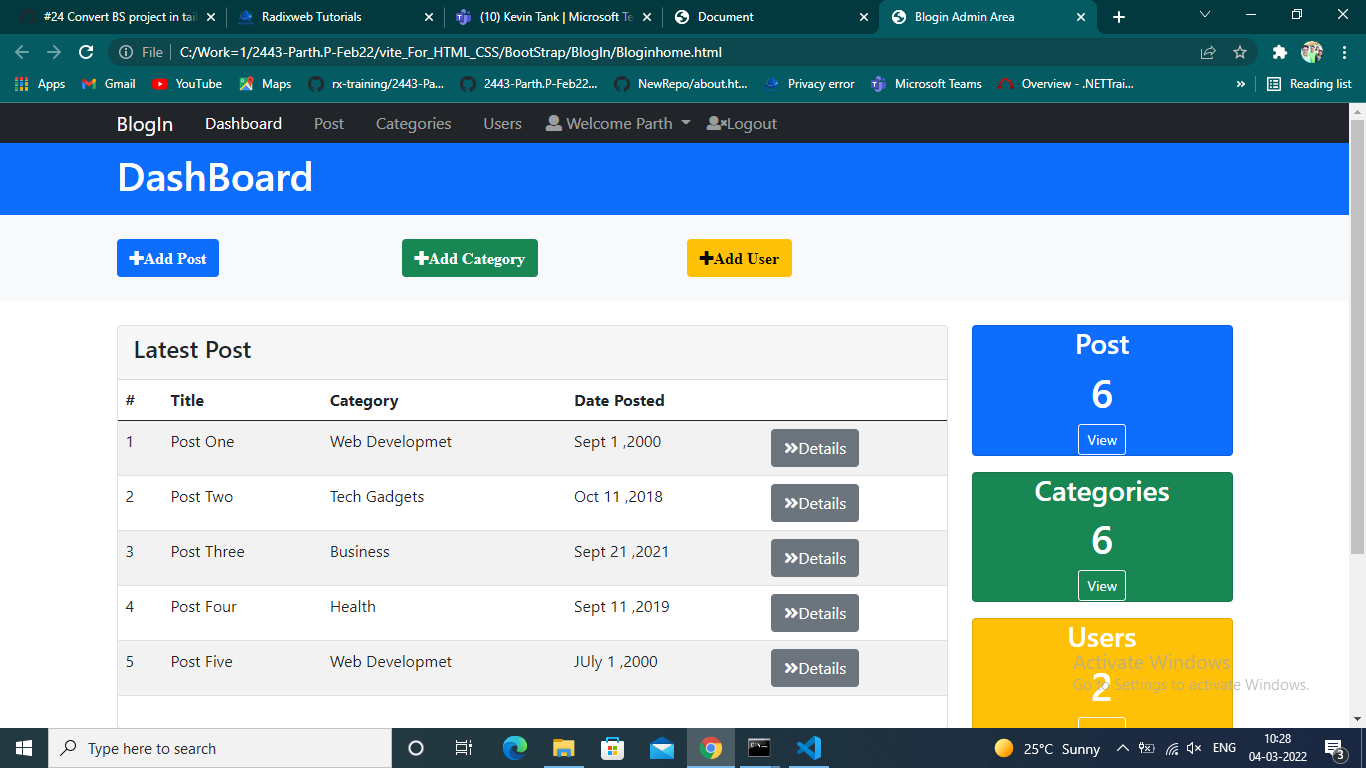 #24 Convert BS project in tail
Radixweb Tutorials
(10) Kevin Tank | Microsoft Te
Document
Blogin Admin Area
File C:/Work=1/2443-Parth.P-Feb22/vite_For_HTML_CSS/BootStrap/BlogIn/Bloginhome.html
Apps Gmail YouTube Maps rx-training/2443-Pa... 2443-Parth.P-Feb22... NewRepo/about.ht... Privacy error Microsoft Teams Overview - .NETTrai... » Reading list
BlogIn Dashboard Post Categories Users Welcome Parth Logout
DashBoard
Add Post Add Category Add User
Latest Post
# Title Category Date Posted
1 Post One Web Developmet Sept 1 ,2000 Details
2 Post Two Tech Gadgets Oct 11 ,2018 Details
3 Post Three Business Sept 21 ,2021 Details
4 Post Four Health Sept 11 ,2019 Details
5 Post Five Web Developmet JUly 1 ,2000 Details
Post
6
View
Categories
6
View
Users
2
Activate Windows
Go to Settings to activate Windows.
Type here to search
25°C Sunny
ENG
10:28
04-03-2022
3